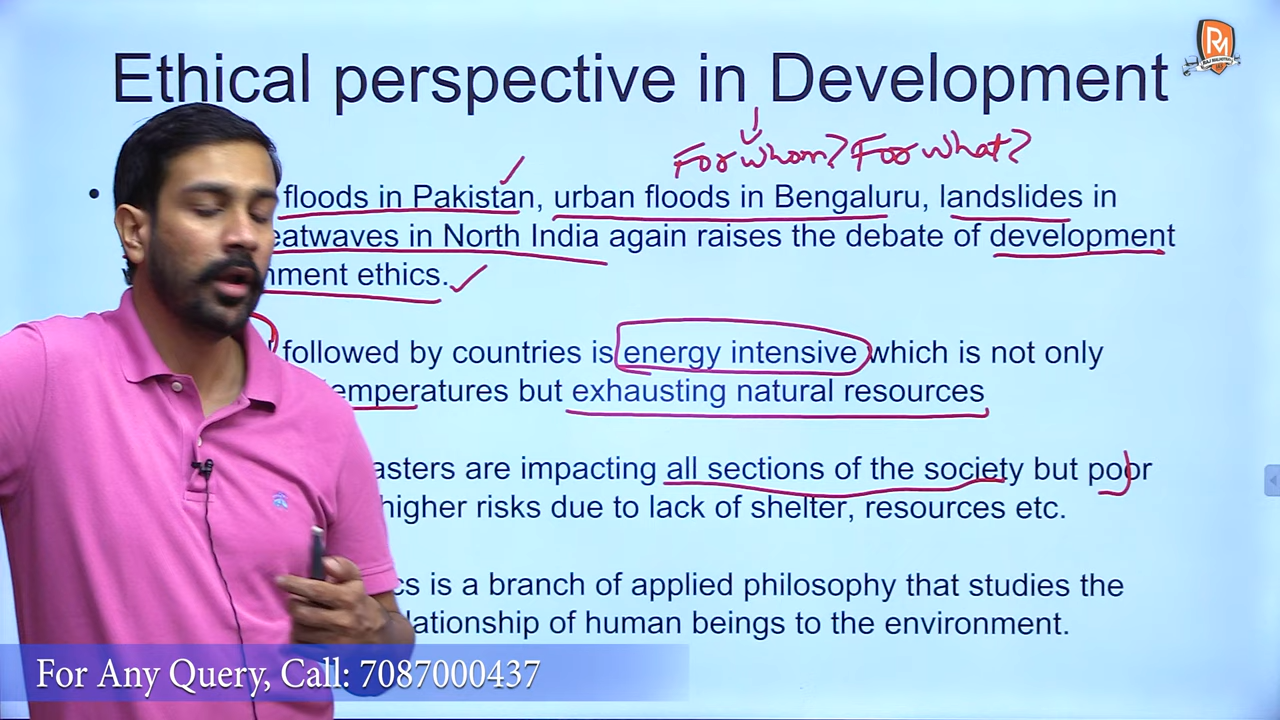 Ethical perspective in Development
For whom? For what?
floods in Pakistan, urban floods in Bengaluru, landslides in
eatwaves in North India again raises the debate of development
nment ethics.
followed by countries is energy intensive which is not only
temperatures but exhausting natural resources
asters are impacting all sections of the society but poor
higher risks due to lack of shelter, resources etc.
cs is a branch of applied philosophy that studies the
lationship of human beings to the environment.
For Any Query, Call: 7087000437